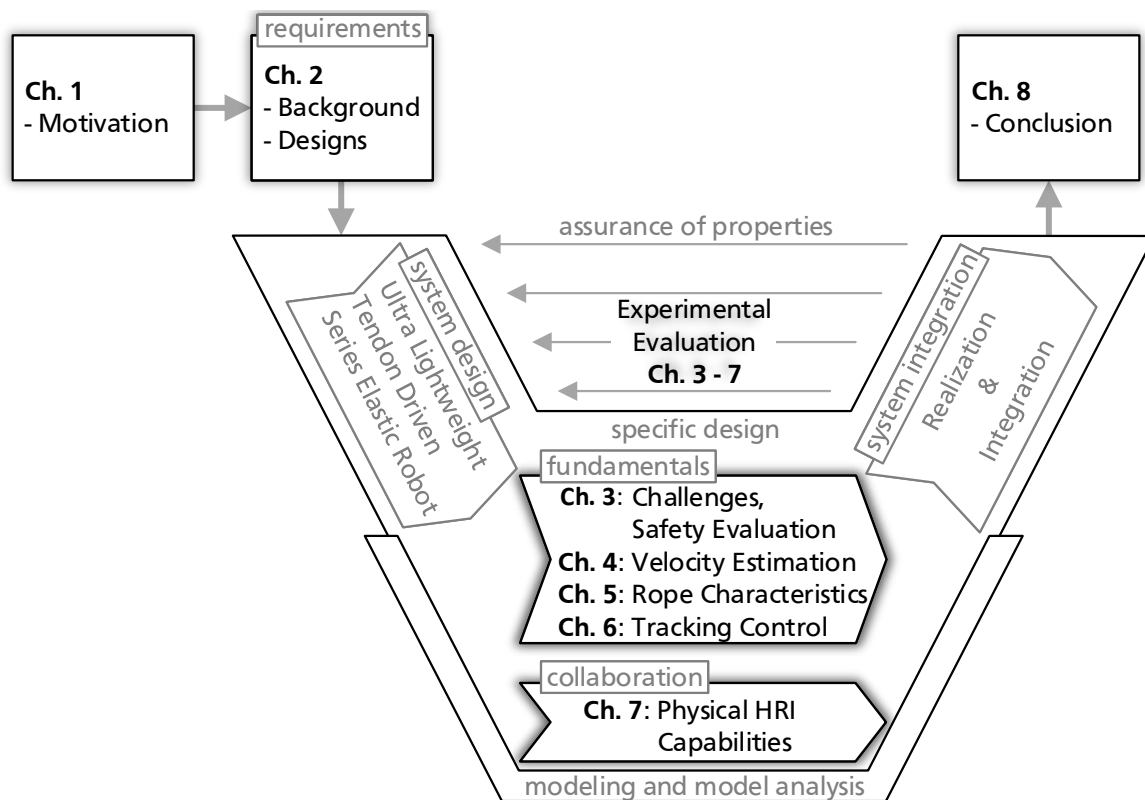 Ch. 1
- Motivation
requirements
Ch. 2
- Background
- Designs
Ch. 8
- Conclusion
assurance of properties
Experimental
Evaluation
Ch. 3 - 7
system design
Ultra Lightweight
Tendon Driven
Series Elastic Robot
system integration
Realization
&
Integration
specific design
fundamentals
Ch. 3: Challenges,
Safety Evaluation
Ch. 4: Velocity Estimation
Ch. 5: Rope Characteristics
Ch. 6: Tracking Control
collaboration
Ch. 7: Physical HRI
Capabilities
modeling and model analysis